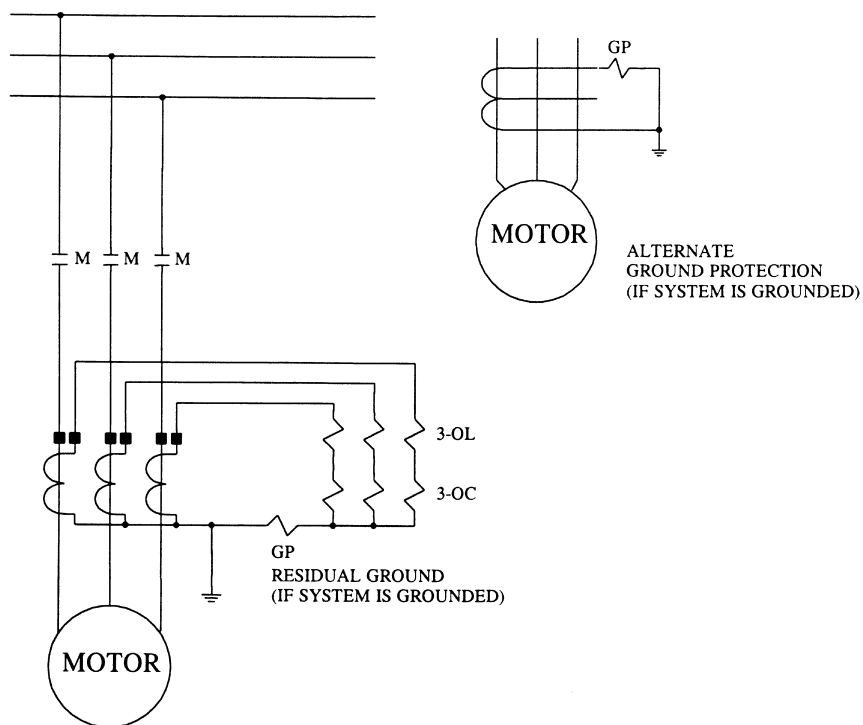 GP
MOTOR
ALTERNATE
GROUND PROTECTION
(IF SYSTEM IS GROUNDED)
M M M
3-OL
3-OC
GP
RESIDUAL GROUND
(IF SYSTEM IS GROUNDED)
MOTOR